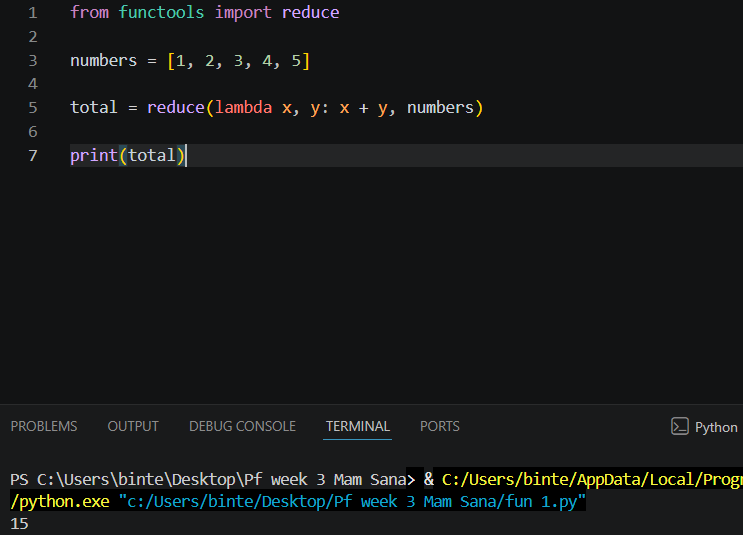 1 from functools import reduce
2
3 numbers = [1, 2, 3, 4, 5]
4
5 total = reduce(lambda x, y: x + y, numbers)
6
7 print(total)
PROBLEMS OUTPUT DEBUG CONSOLE TERMINAL PORTS Python
PS C:\Users\binte\Desktop\Pf week 3 Mam Sana> & C:/Users/binte/AppData/Local/Progr
/python.exe "c:/Users/binte/Desktop/Pf week 3 Mam Sana/fun 1.py"
15